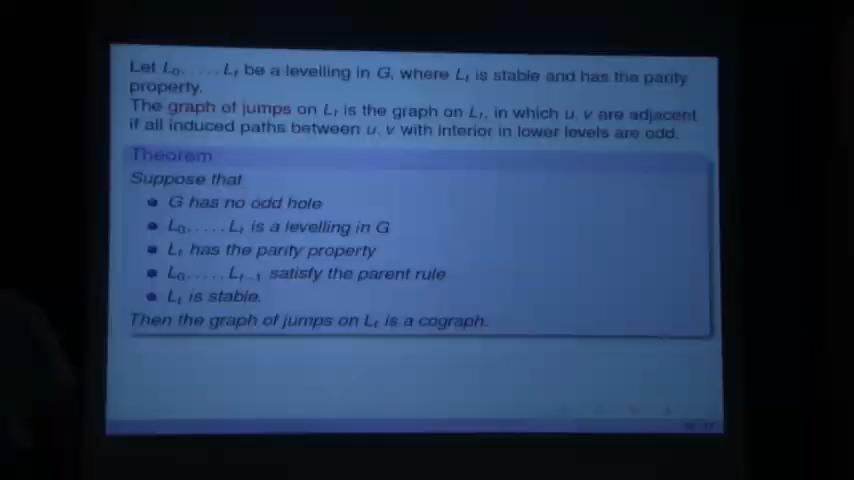 Let L₀, . . . . , Lₜ be a levelling in G, where Lₜ is stable and has the parity
property.
The graph of jumps on Lₜ is the graph on Lₜ, in which u, v are adjacent
if all induced paths between u, v with interior in lower levels are odd.
Theorem
Suppose that
• G has no odd hole
• L₀, . . . . , Lₜ is a levelling in G
• Lₜ has the parity property
• L₀, . . . . , Lₜ₋₁ satisfy the parent rule
• Lₜ is stable.
Then the graph of jumps on Lₜ is a cograph.